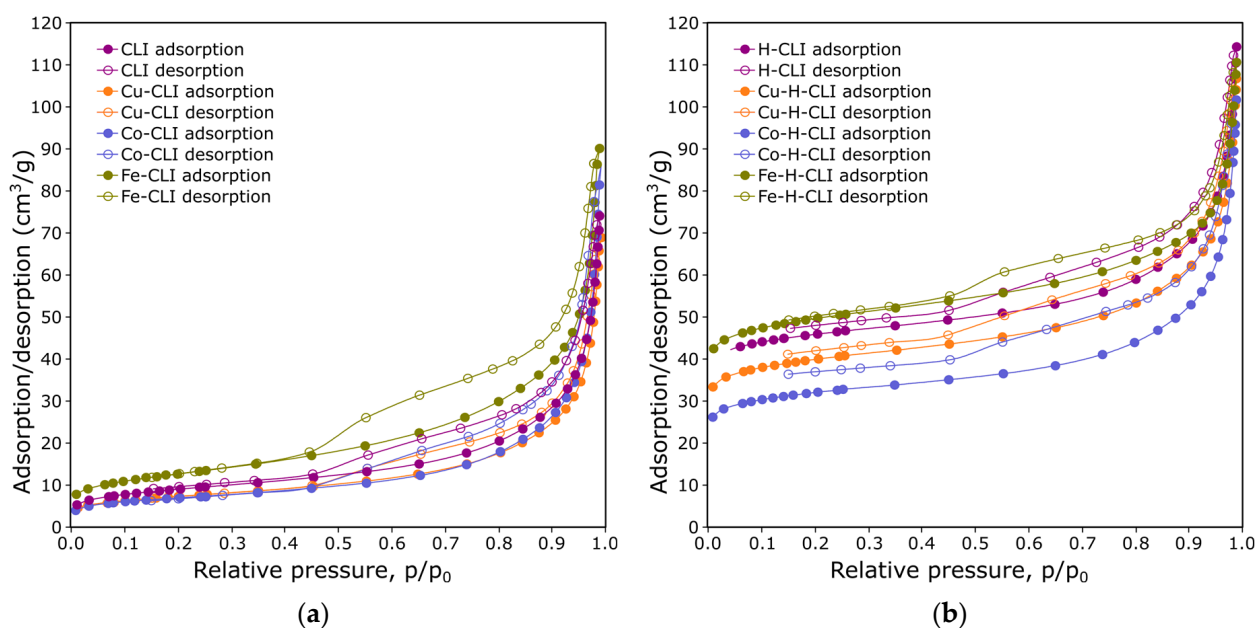 120
110
100
90
80
70
60
50
40
30
20
10
0
Adsorption/desorption (cm³/g)
CLI adsorption
CLI desorption
Cu-CLI adsorption
Cu-CLI desorption
Co-CLI adsorption
Co-CLI desorption
Fe-CLI adsorption
Fe-CLI desorption
0.0 0.1 0.2 0.3 0.4 0.5 0.6 0.7 0.8 0.9 1.0
Relative pressure, p/p₀
(a)
120
110
100
90
80
70
60
50
40
30
20
10
0
Adsorption/desorption (cm³/g)
H-CLI adsorption
H-CLI desorption
Cu-H-CLI adsorption
Cu-H-CLI desorption
Co-H-CLI adsorption
Co-H-CLI desorption
Fe-H-CLI adsorption
Fe-H-CLI desorption
0.0 0.1 0.2 0.3 0.4 0.5 0.6 0.7 0.8 0.9 1.0
Relative pressure, p/p₀
(b)